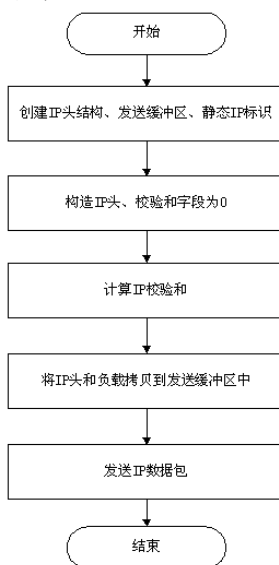 开始
创建IP头结构、发送缓冲区、静态IP标识
构造IP头、校验和字段为0
计算IP校验和
将IP头和负载拷贝到发送缓冲区中
发送IP数据包
结束